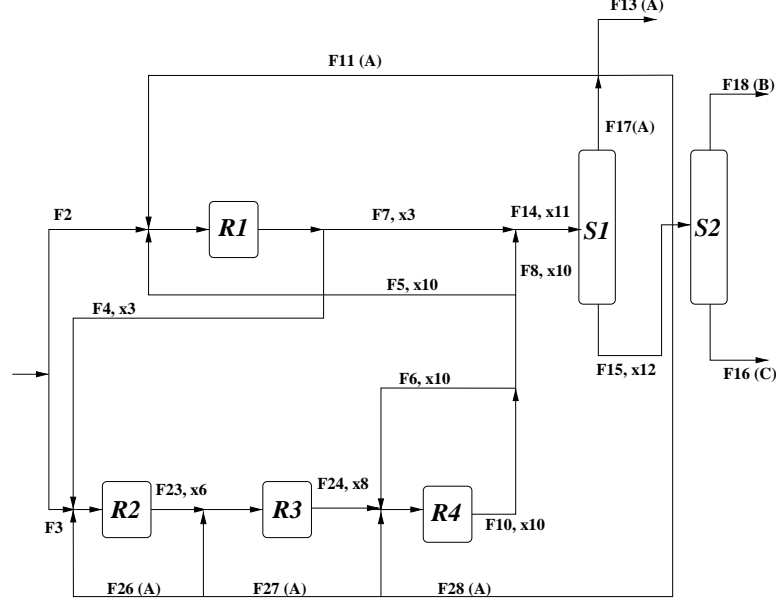 F13 (A)
F11 (A)
F18 (B)
F17(A)
F2
R1
F7, x3
F14, x11
S1
S2
F8, x10
F5, x10
F4, x3
F15, x12
F16 (C)
F6, x10
F23, x6
F24, x8
R2
R3
R4
F3
F10, x10
F26 (A)
F27 (A)
F28 (A)